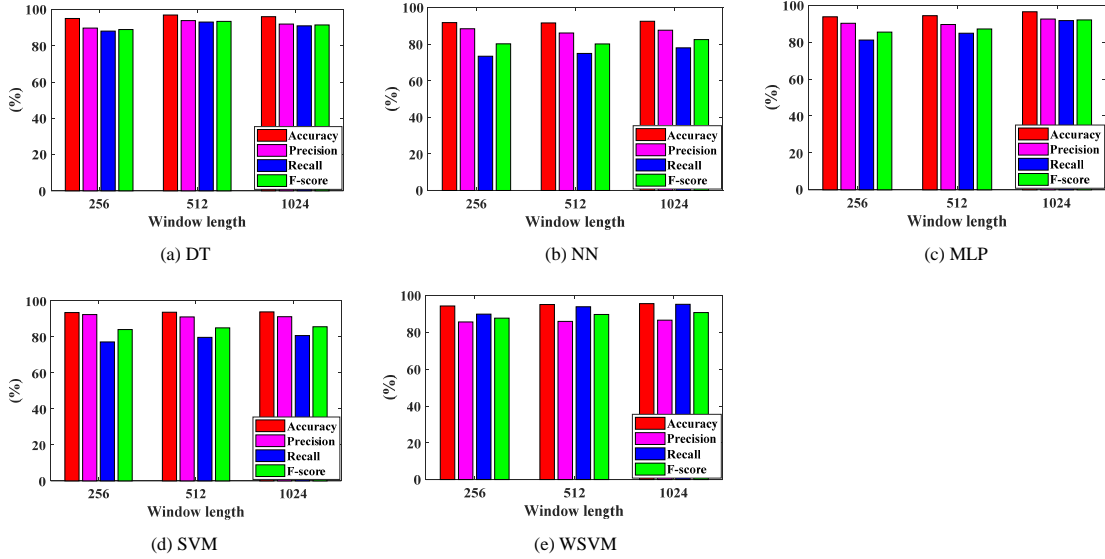 100
80
60
40
20
0
(%)
256 512 1024
Window length
Accuracy
Precision
Recall
F-score
(a) DT
100
80
60
40
20
0
(%)
256 512 1024
Window length
Accuracy
Precision
Recall
F-score
(b) NN
100
80
60
40
20
0
(%)
256 512 1024
Window length
Accuracy
Precision
Recall
F-score
(c) MLP
100
80
60
40
20
0
(%)
256 512 1024
Window length
Accuracy
Precision
Recall
F-score
(d) SVM
100
80
60
40
20
0
(%)
256 512 1024
Window length
Accuracy
Precision
Recall
F-score
(e) WSVM